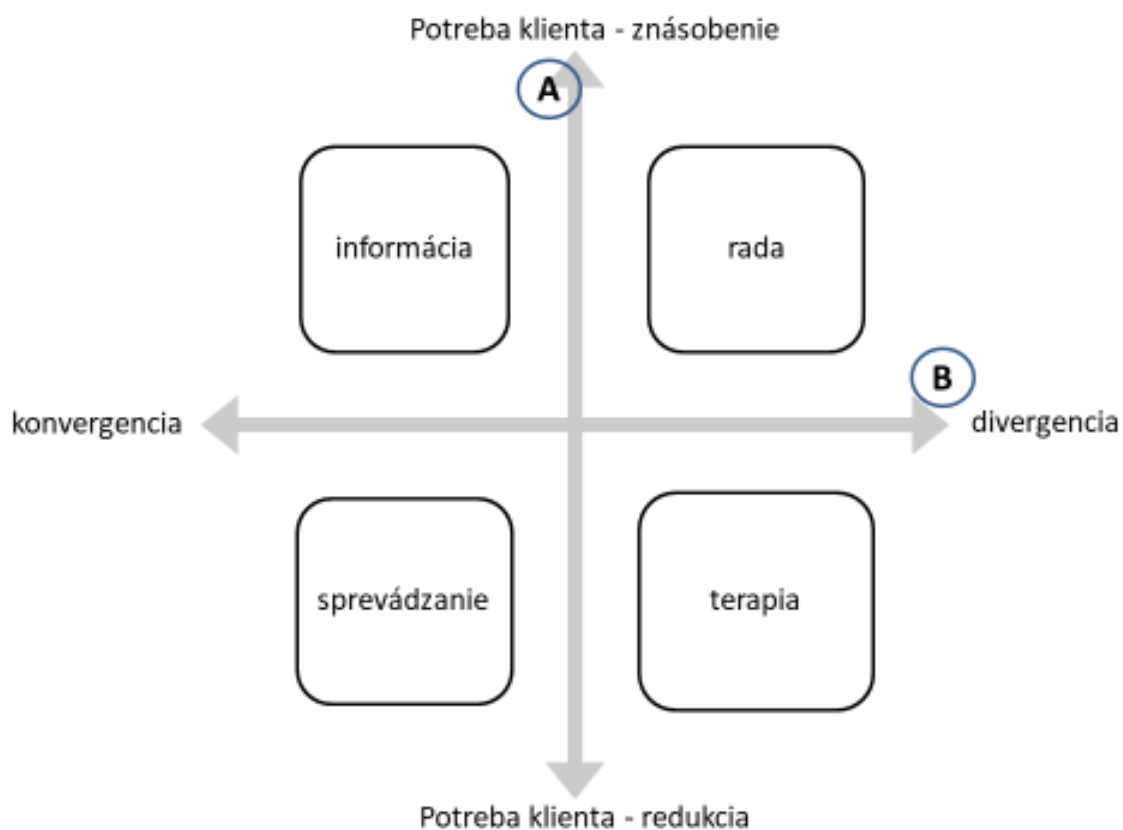 Potreba klienta - znásobenie
A
informácia
rada
B
konvergencia
divergencia
sprevádzanie
terapia
Potreba klienta - redukcia